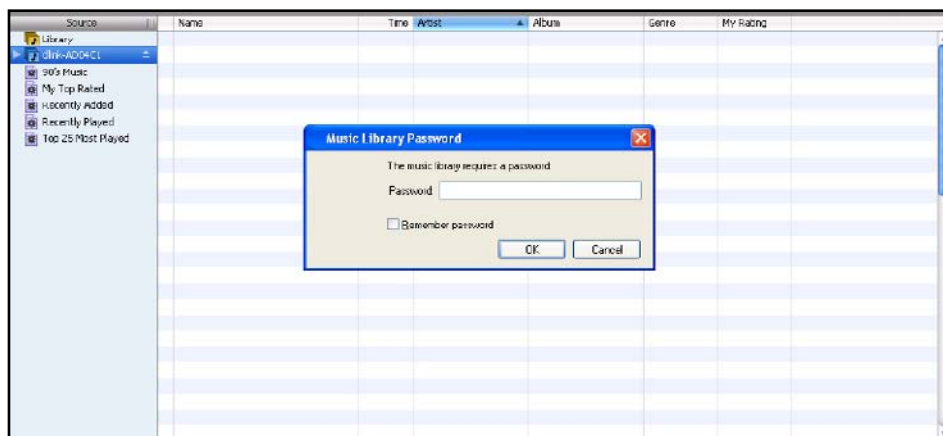 Source Name Time Artist Album Genre My Rating
Library
dlink-AD04C1
90's Music
My Top Rated
Recently Added
Recently Played
Top 25 Most Played
Music Library Password
The music library requires a password
Password
Remember password
OK Cancel